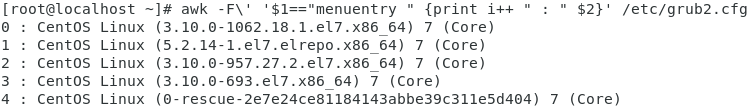 [root@localhost ~]# awk -F\' '$1=="menuentry " {print i++ " : " $2}' /etc/grub2.cfg
0 : CentOS Linux (3.10.0-1062.18.1.el7.x86_64) 7 (Core)
1 : CentOS Linux (5.2.14-1.el7.elrepo.x86_64) 7 (Core)
2 : CentOS Linux (3.10.0-957.27.2.el7.x86_64) 7 (Core)
3 : CentOS Linux (3.10.0-693.el7.x86_64) 7 (Core)
4 : CentOS Linux (0-rescue-2e7e24ce81184143abbe39c311e5d404) 7 (Core)